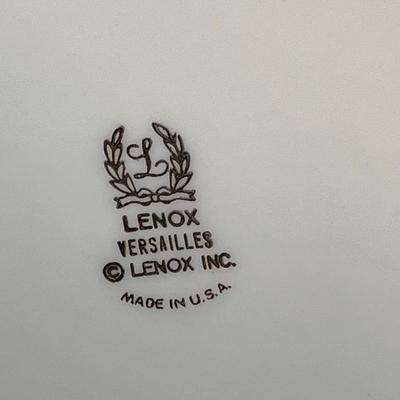 L
LENOX
VERSAILLES
© LENOX INC.
MADE IN U.S.A.